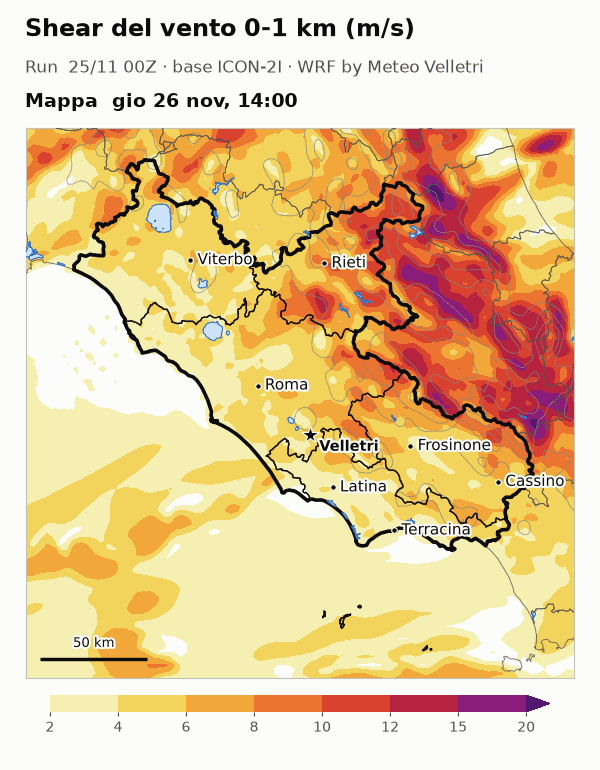 Shear del vento 0-1 km (m/s)
Run  25/11 00Z · base ICON-2I · WRF by Meteo Velletri
Mappa  gio 26 nov, 14:00
Viterbo
Rieti
Roma
Velletri
Frosinone
Cassino
Latina
Terracina
50 km
2 4 6 8 10 12 15 20